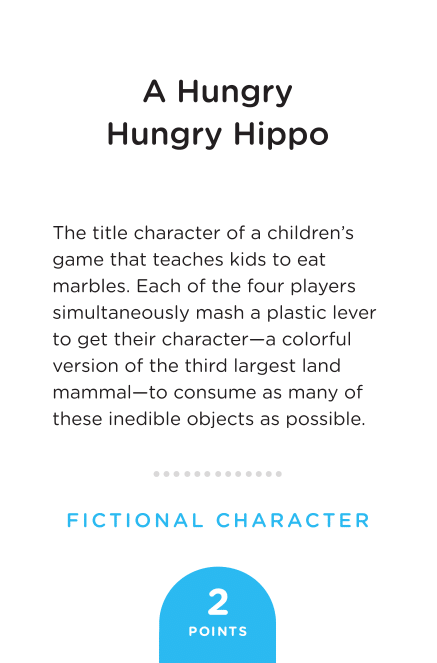 A Hungry
Hungry Hippo
The title character of a children’s
game that teaches kids to eat
marbles. Each of the four players
simultaneously mash a plastic lever
to get their character—a colorful
version of the third largest land
mammal—to consume as many of
these inedible objects as possible.
FICTIONAL CHARACTER
2
POINTS